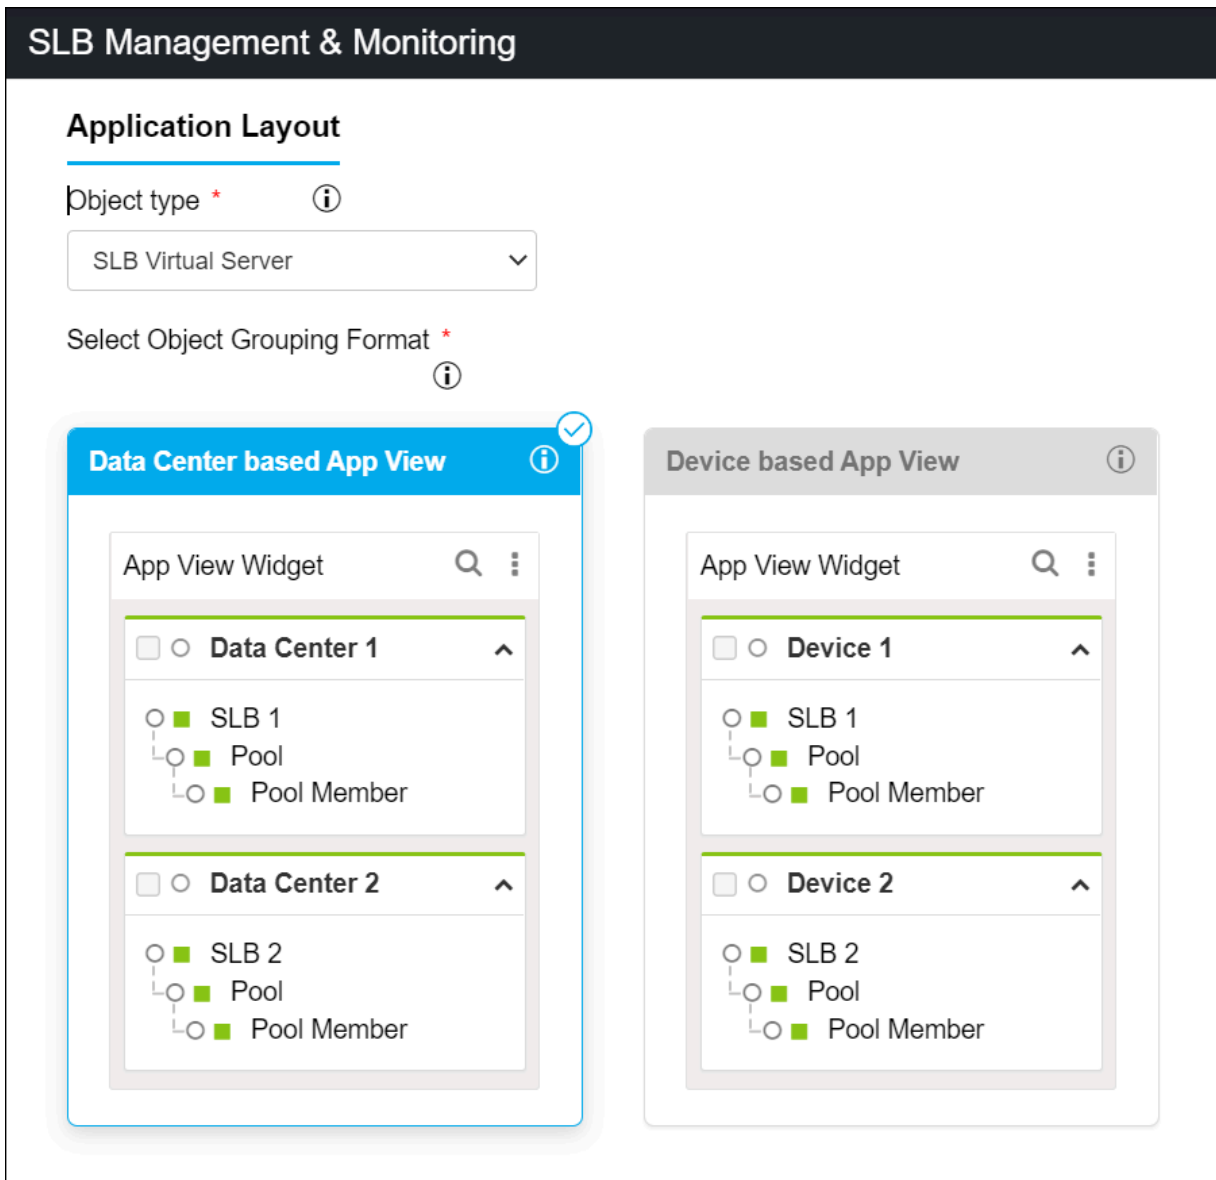 SLB Management & Monitoring
Application Layout
Object type *
SLB Virtual Server
Select Object Grouping Format *
Data Center based App View
App View Widget
Data Center 1
SLB 1
Pool
Pool Member
Data Center 2
SLB 2
Pool
Pool Member
Device based App View
App View Widget
Device 1
SLB 1
Pool
Pool Member
Device 2
SLB 2
Pool
Pool Member